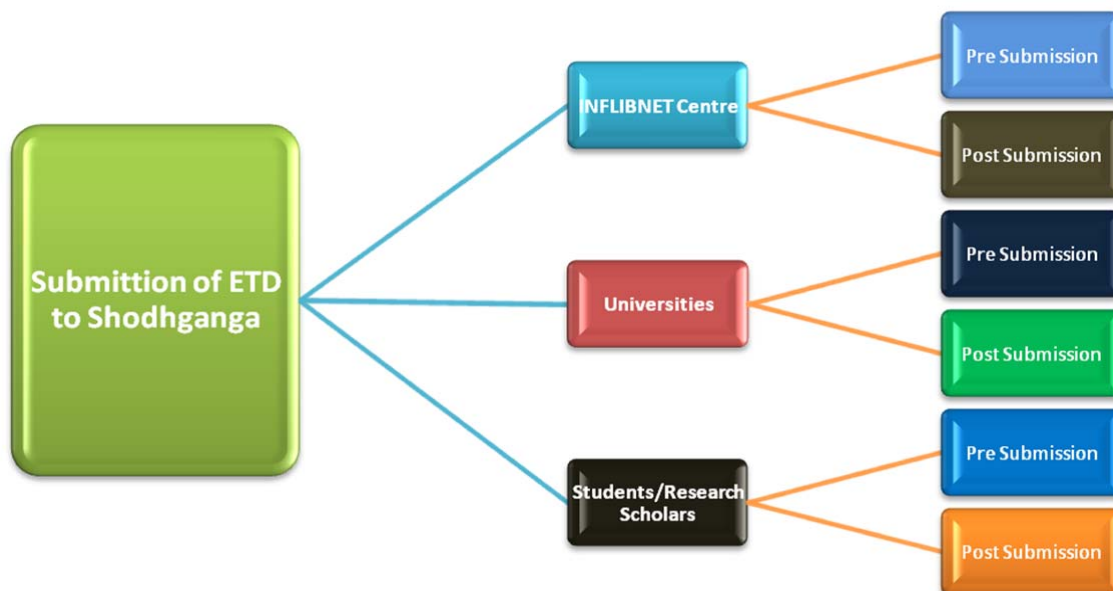 Submittion of ETD
to Shodhganga
INFLIBNET Centre
Pre Submission
Post Submission
Universities
Pre Submission
Post Submission
Students/Research
Scholars
Pre Submission
Post Submission